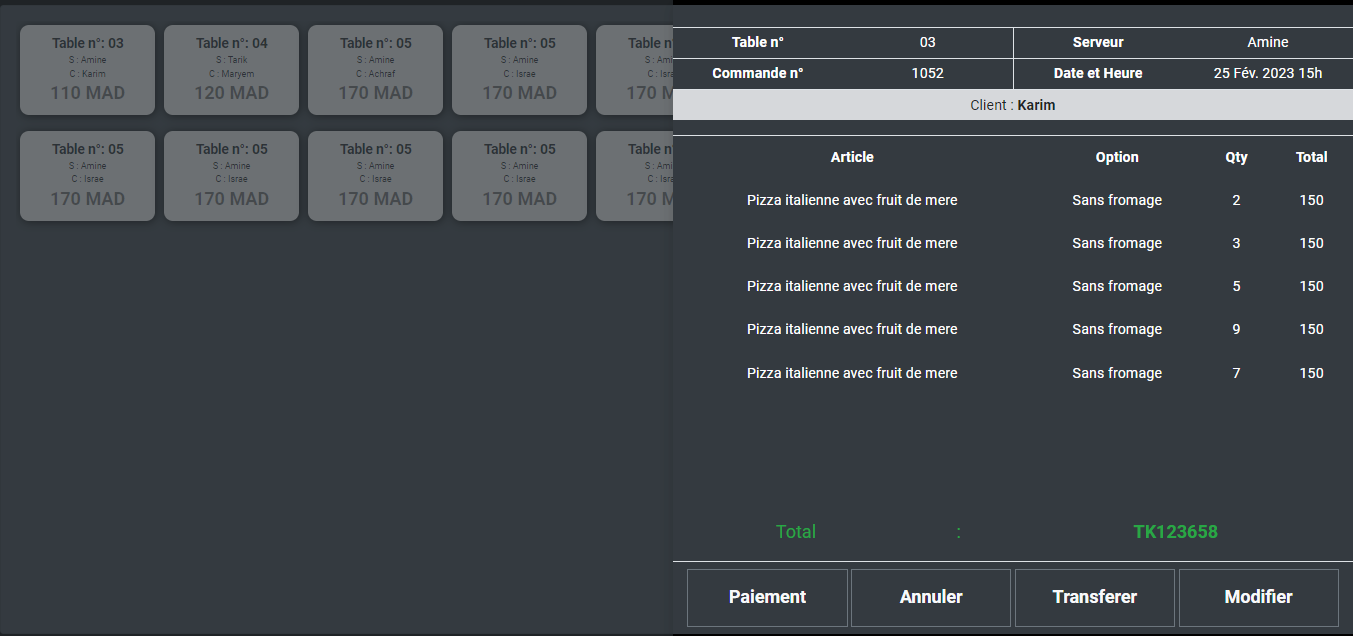 Table n°: 03
S : Amine
C : Karim
110 MAD
Table n°: 04
S : Tarik
C : Maryem
120 MAD
Table n°: 05
S : Amine
C : Achraf
170 MAD
Table n°: 05
S : Amine
C : Israe
170 MAD
Table n
S : Ami
C : Isra
170 M
Table n°: 05
S : Amine
C : Israe
170 MAD
Table n°: 05
S : Amine
C : Israe
170 MAD
Table n°: 05
S : Amine
C : Israe
170 MAD
Table n°: 05
S : Amine
C : Israe
170 MAD
Table n
S : Ami
C : Isra
170 M
Table n° 03 Serveur Amine
Commande n° 1052 Date et Heure 25 Fév. 2023 15h
Client : Karim
Article Option Qty Total
Pizza italienne avec fruit de mere Sans fromage 2 150
Pizza italienne avec fruit de mere Sans fromage 3 150
Pizza italienne avec fruit de mere Sans fromage 5 150
Pizza italienne avec fruit de mere Sans fromage 9 150
Pizza italienne avec fruit de mere Sans fromage 7 150
Total : TK123658
Paiement Annuler Transferer Modifier